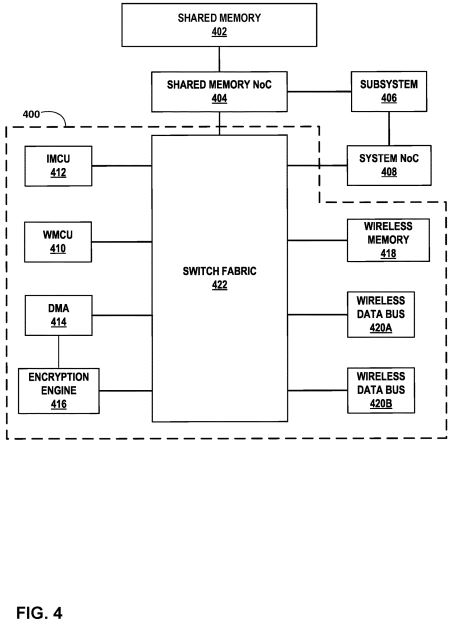 SHARED MEMORY
402
SHARED MEMORY NoC
404
SUBSYSTEM
406
400
IMCU
412
SYSTEM NoC
408
WMCU
410
WIRELESS
MEMORY
418
SWITCH FABRIC
422
DMA
414
WIRELESS
DATA BUS
420A
ENCRYPTION
ENGINE
416
WIRELESS
DATA BUS
420B
FIG. 4